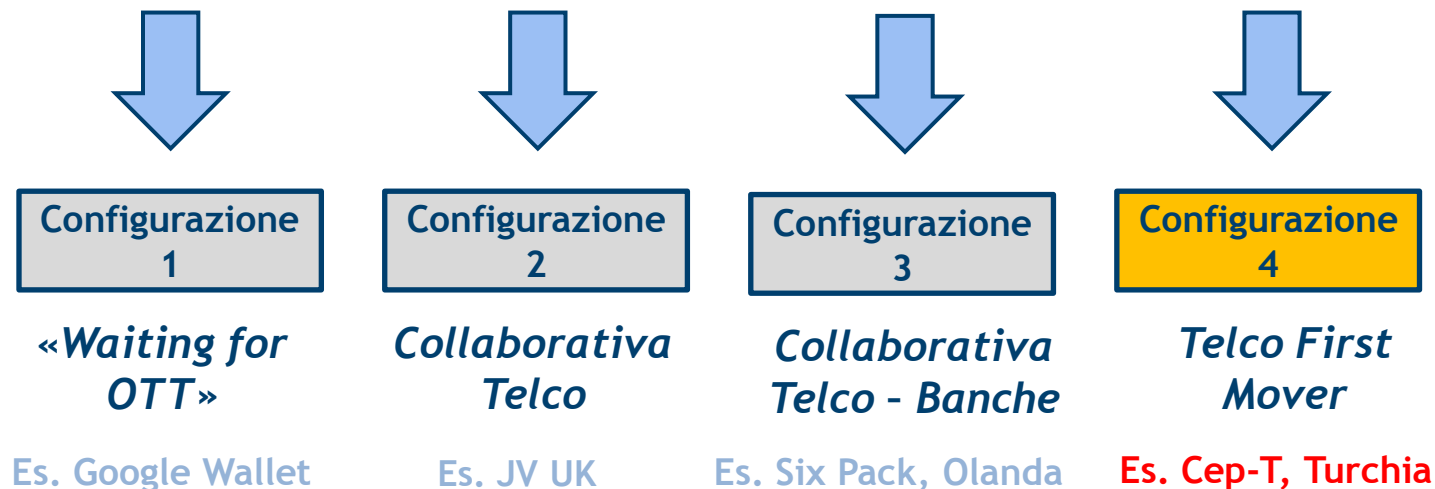 Configurazione
1
«Waiting for
OTT»
Es. Google Wallet
Configurazione
2
Collaborativa
Telco
Es. JV UK
Configurazione
3
Collaborativa
Telco – Banche
Es. Six Pack, Olanda
Configurazione
4
Telco First
Mover
Es. Cep-T, Turchia